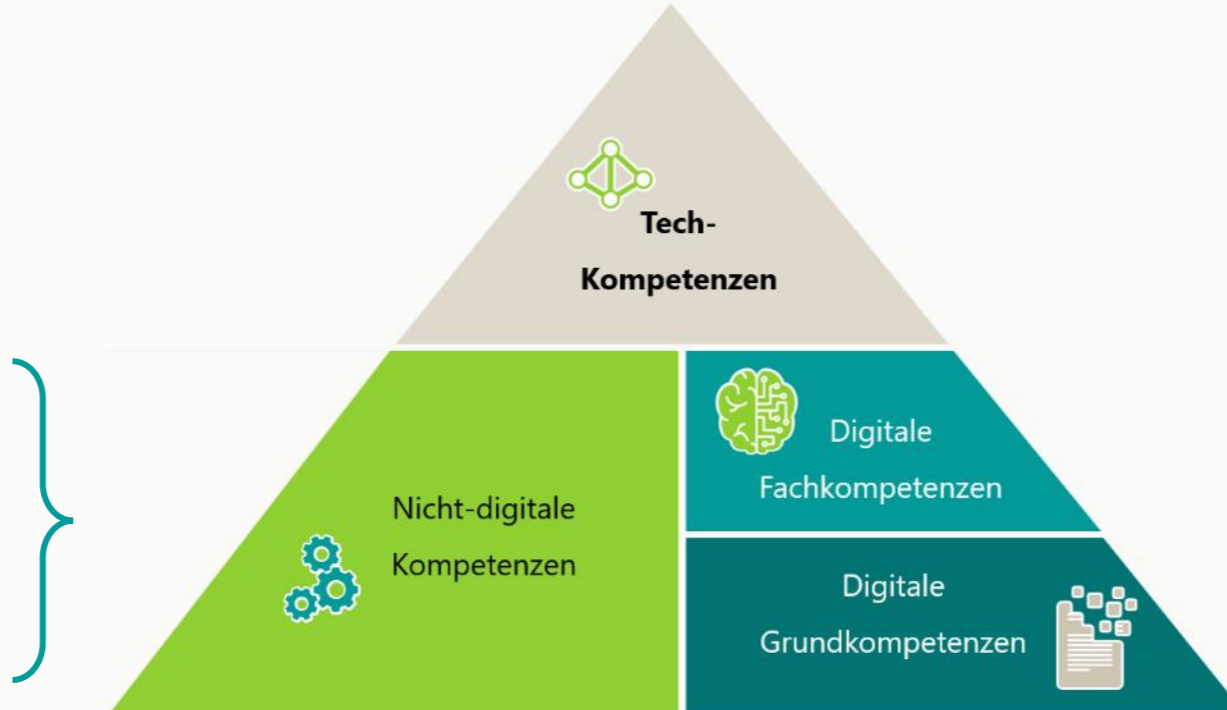 Tech-
Kompetenzen
Nicht-digitale
Kompetenzen
Digitale
Fachkompetenzen
Digitale
Grundkompetenzen